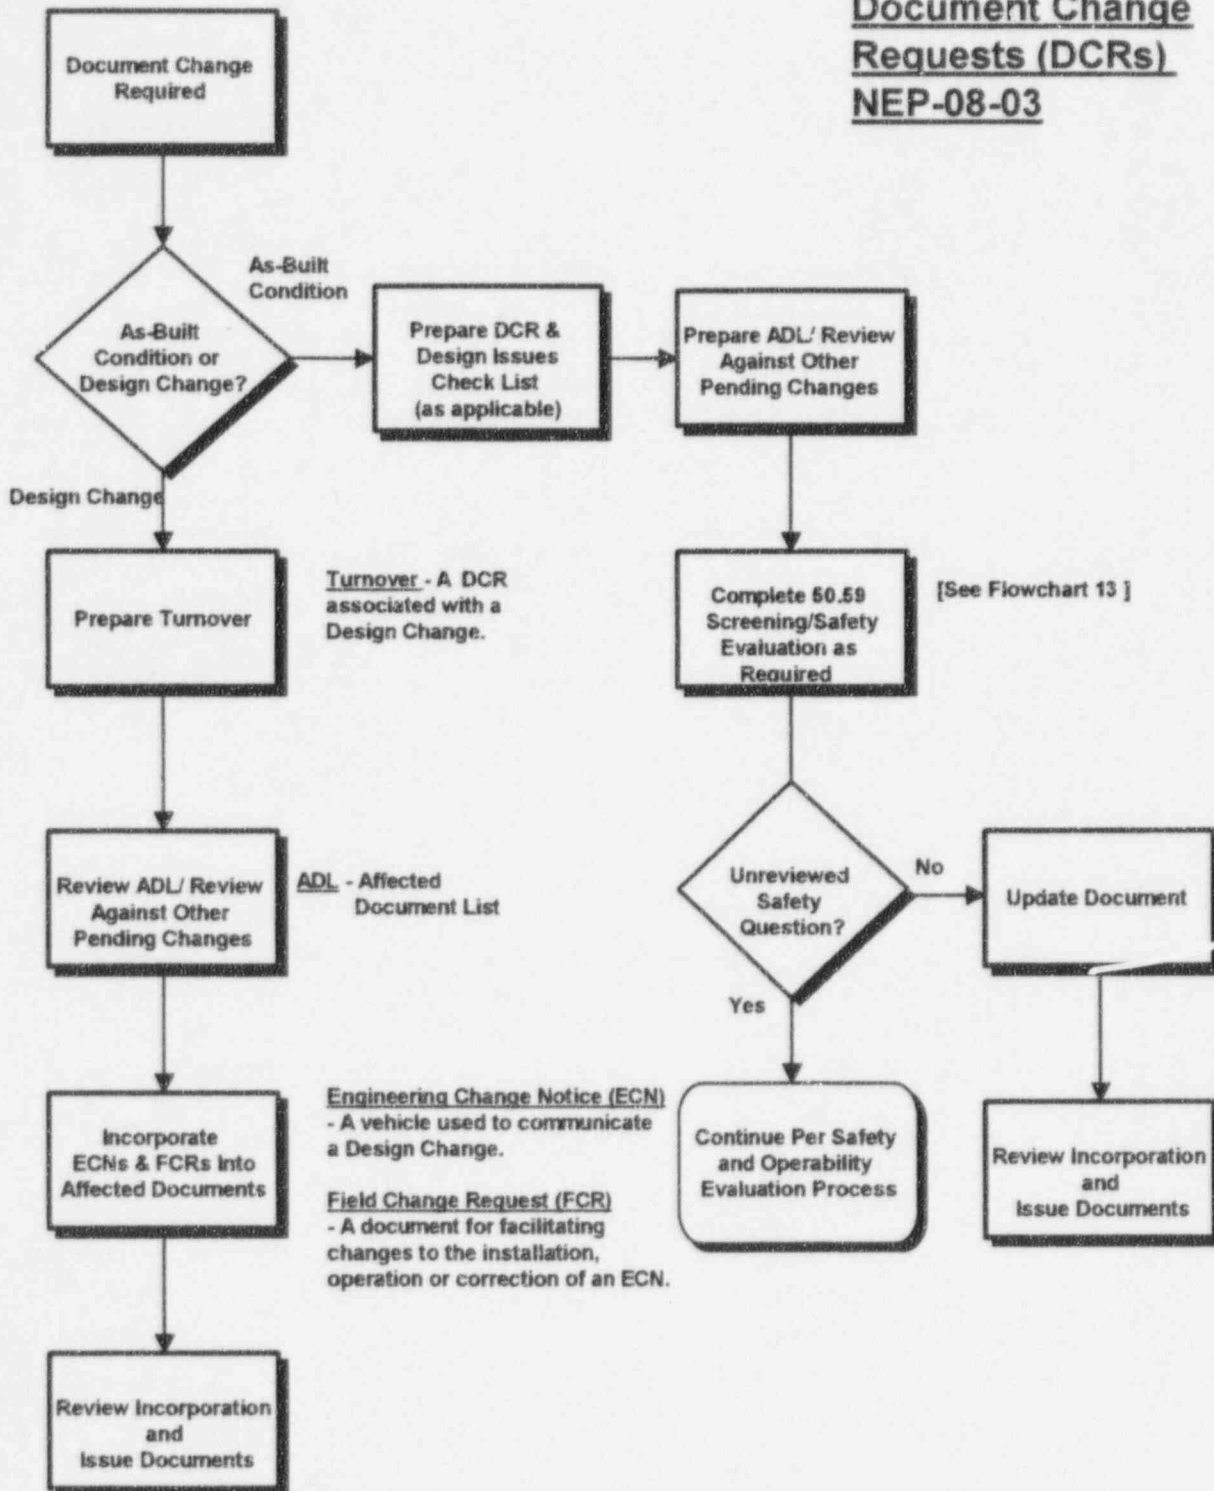 Document Change
Requests (DCRs)
NEP-08-03
Document Change
Required
As-Built
Condition or
Design Change?
As-Built
Condition
Prepare DCR &
Design Issues
Check List
(as applicable)
Prepare ADL/ Review
Against Other
Pending Changes
Design Change
Prepare Turnover
Turnover - A DCR
associated with a
Design Change.
Complete 50.59
Screening/Safety
Evaluation as
Required
[See Flowchart 13 ]
Review ADL/ Review
Against Other
Pending Changes
ADL - Affected
Document List
Unreviewed
Safety
Question?
No
Update Document
Yes
Incorporate
ECNs & FCRs Into
Affected Documents
Engineering Change Notice (ECN)
- A vehicle used to communicate
a Design Change.
Field Change Request (FCR)
- A document for facilitating
changes to the installation,
operation or correction of an ECN.
Continue Per Safety
and Operability
Evaluation Process
Review Incorporation
and
Issue Documents
Review Incorporation
and
Issue Documents